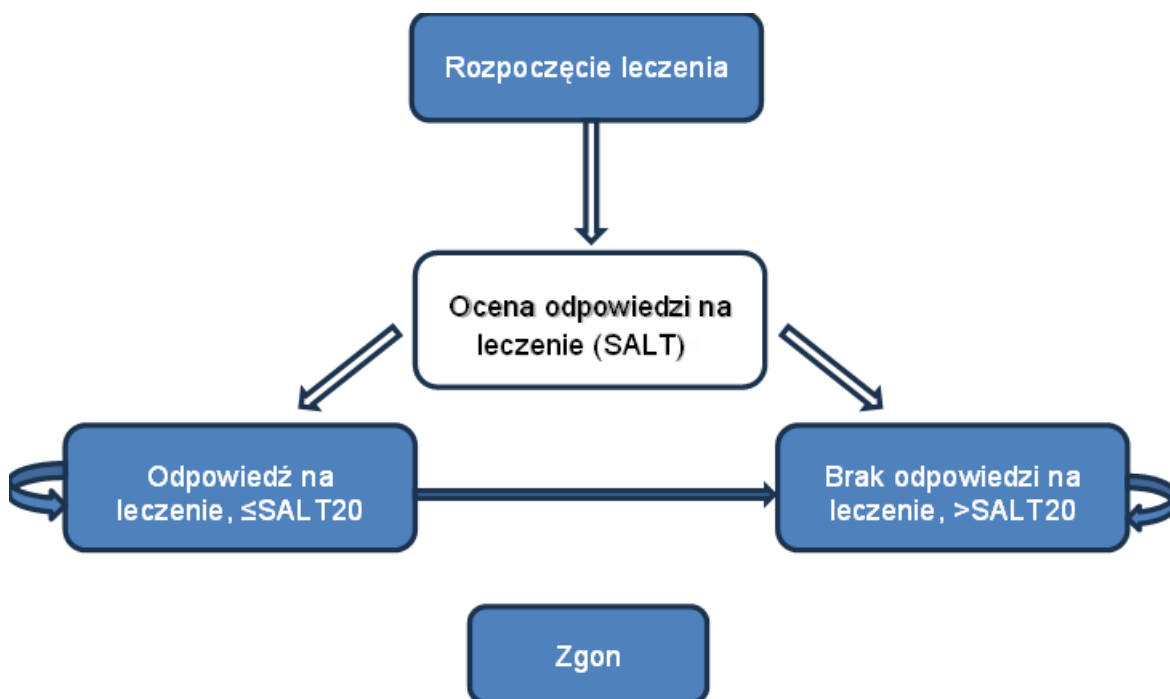 Rozpoczęcie leczenia
Ocena odpowiedzi na
leczenie (SALT)
Odpowiedź na
leczenie, ≤SALT20
Brak odpowiedzi na
leczenie, >SALT20
Zgon